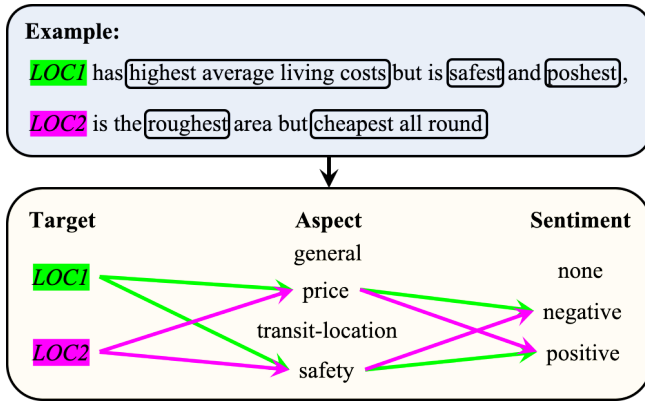 Example:
LOC1 has highest average living costs but is safest and poshest,
LOC2 is the roughest area but cheapest all round
Target Aspect Sentiment
general
none
LOC1
price
negative
transit-location
LOC2
positive
safety